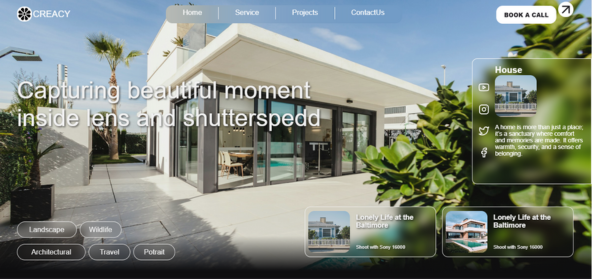 CREACY
Home
Service
Projects
ContactUs
BOOK A CALL
Capturing beautiful moment
inside lens and shutterspedd
House
A home is more than just a place;
it's a sanctuary where comfort
and memories are made. It offers
warmth, security, and a sense of
belonging.
Landscape
Wildlife
Architectural
Travel
Potrait
Lonely Life at the
Baltimore
Shoot with Sony 16000
Lonely Life at the
Baltimore
Shoot with Sony 16000